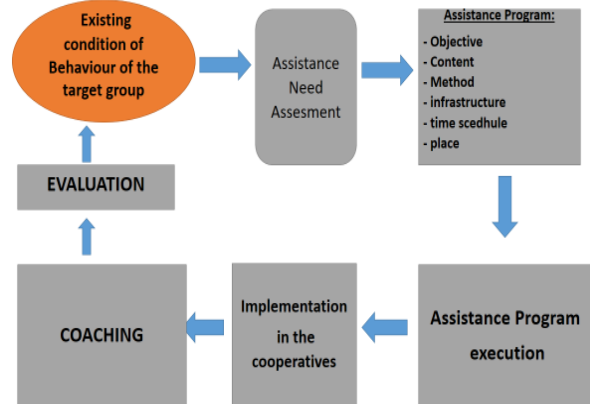 Existing
condition of
Behaviour of the
target group
Assistance
Need
Assesment
Assistance Program:
- Objective
- Content
- Method
- infrastructure
- time scedhule
- place
EVALUATION
COACHING
Implementation
in the
cooperatives
Assistance Program
execution